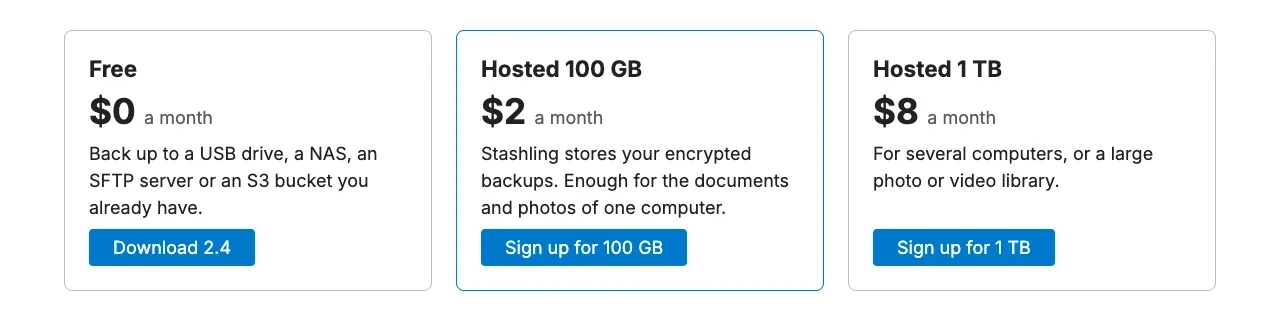 Free
$0 a month
Back up to a USB drive, a NAS, an
SFTP server or an S3 bucket you
already have.
Download 2.4
Hosted 100 GB
$2 a month
Stashling stores your encrypted
backups. Enough for the documents
and photos of one computer.
Sign up for 100 GB
Hosted 1 TB
$8 a month
For several computers, or a large
photo or video library.
Sign up for 1 TB